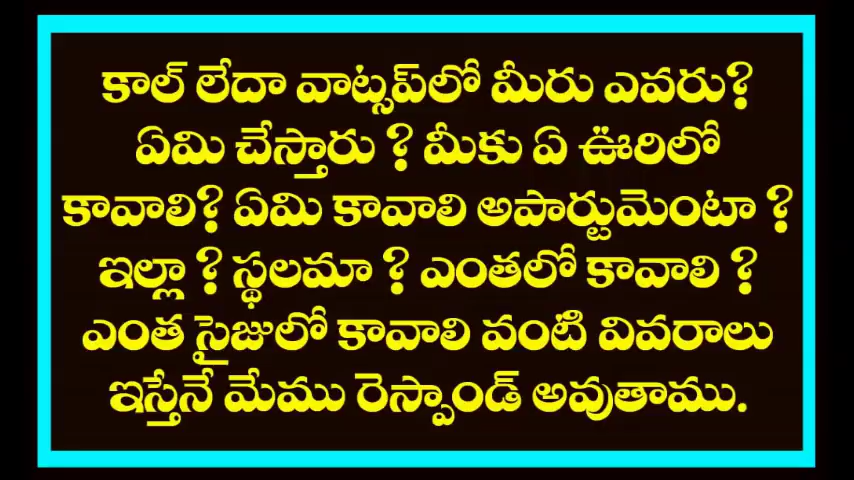 కాల్ లేదా వాట్సప్‌లో మీరు ఎవరు?
ఏమి చేస్తారు ? మీకు ఏ ఊరిలో
కావాలి? ఏమి కావాలి అపార్టుమెంటా ?
ఇల్లా ? స్థలమా ? ఎంతలో కావాలి ?
ఎంత సైజులో కావాలి వంటి వివరాలు
ఇస్తేనే మేము రెస్పాండ్ అవుతాము.